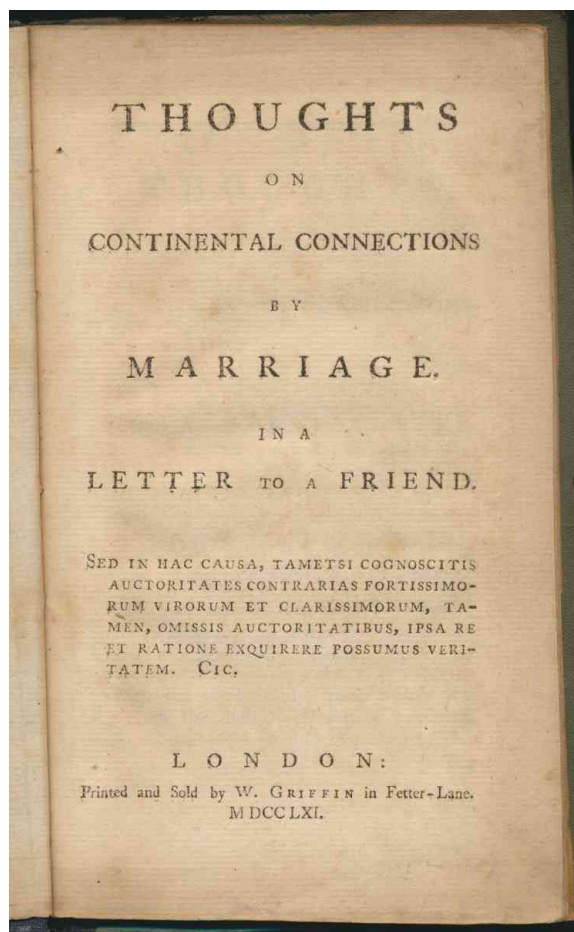 THOUGHTS
ON
CONTINENTAL CONNECTIONS
BY
MARRIAGE.
IN A
LETTER TO A FRIEND.
SED IN HAC CAUSA, TAMETSI COGNOSCITIS
AUCTORITATES CONTRARIAS FORTISSIMO-
RUM VIRORUM ET CLARISSIMORUM, TA-
MEN, OMISSIS AUCTORITATIBUS, IPSA RE
ET RATIONE EXQUIRERE POSSUMUS VERI-
TATEM. CIC.
LONDON:
Printed and Sold by W. GRIFFIN in Fetter-Lane.
M DCC LXI.